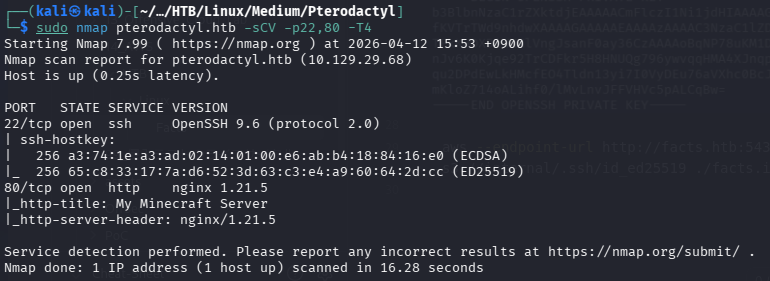 ┌──(kali㉿kali)-[~/…/HTB/Linux/Medium/Pterodactyl]
└─$ sudo nmap pterodactyl.htb -sCV -p22,80 -T4
Starting Nmap 7.99 ( https://nmap.org ) at 2026-04-12 15:53 +0900
Nmap scan report for pterodactyl.htb (10.129.29.68)
Host is up (0.25s latency).

PORT   STATE SERVICE VERSION
22/tcp open  ssh     OpenSSH 9.6 (protocol 2.0)
| ssh-hostkey:
|   256 a3:74:1e:a3:ad:02:14:01:00:e6:ab:b4:18:84:16:e0 (ECDSA)
|_  256 65:c8:33:17:7a:d6:52:3d:63:c3:e4:a9:60:64:2d:cc (ED25519)
80/tcp open  http    nginx 1.21.5
|_http-title: My Minecraft Server
|_http-server-header: nginx/1.21.5

Service detection performed. Please report any incorrect results at https://nmap.org/submit/ .
Nmap done: 1 IP address (1 host up) scanned in 16.28 seconds
-----END OPENSSH PRIVATE KEY-----